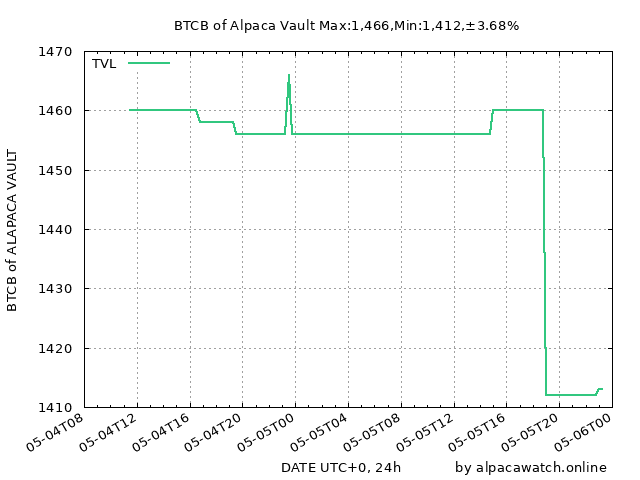 BTCB of Alpaca Vault Max:1,466,Min:1,412,±3.68%
TVL
1470
1460
1450
1440
1430
1420
1410
BTCB of ALAPACA VAULT
05-04T08
05-04T12
05-04T16
05-04T20
05-05T00
05-05T04
05-05T08
05-05T12
05-05T16
05-05T20
05-06T00
DATE UTC+0, 24h
by alpacawatch.online